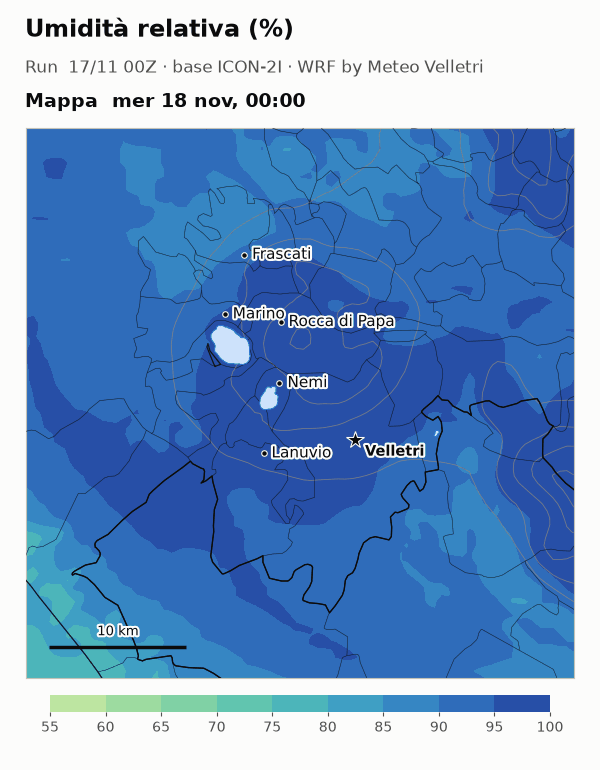 Umidità relativa (%)
Run  17/11 00Z · base ICON-2I · WRF by Meteo Velletri
Mappa  mer 18 nov, 00:00
Frascati
Marino
Rocca di Papa
Nemi
Velletri
Lanuvio
10 km
55 60 65 70 75 80 85 90 95 100